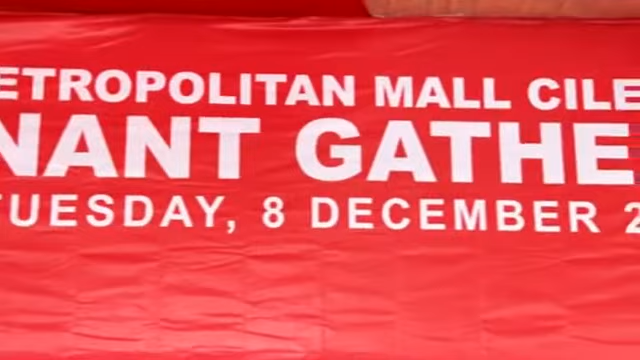 ETROPOLITAN MALL CILE
NANT GATHE
TUESDAY, 8 DECEMBER 2